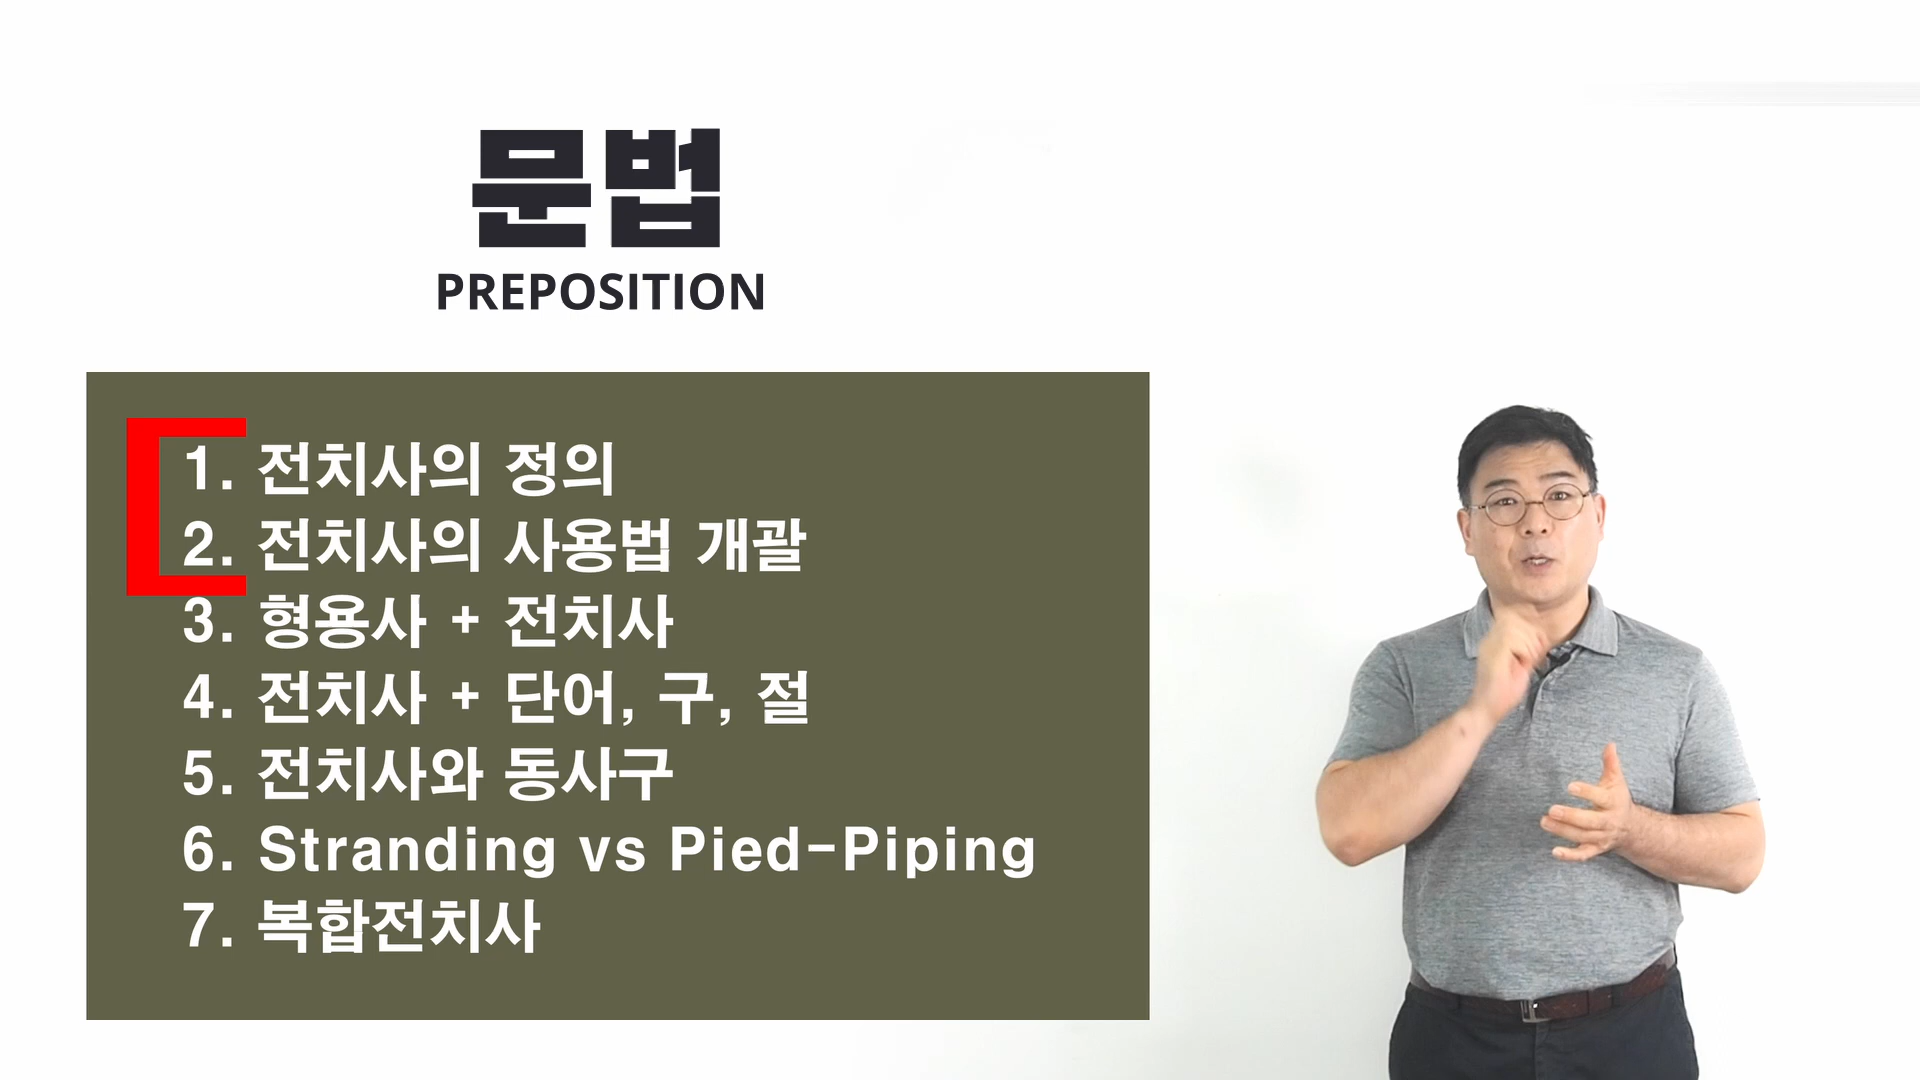 문법
PREPOSITION
1. 전치사의 정의
2. 전치사의 사용법 개괄
3. 형용사 + 전치사
4. 전치사 + 단어, 구, 절
5. 전치사와 동사구
6. Stranding vs Pied-Piping
7. 복합전치사